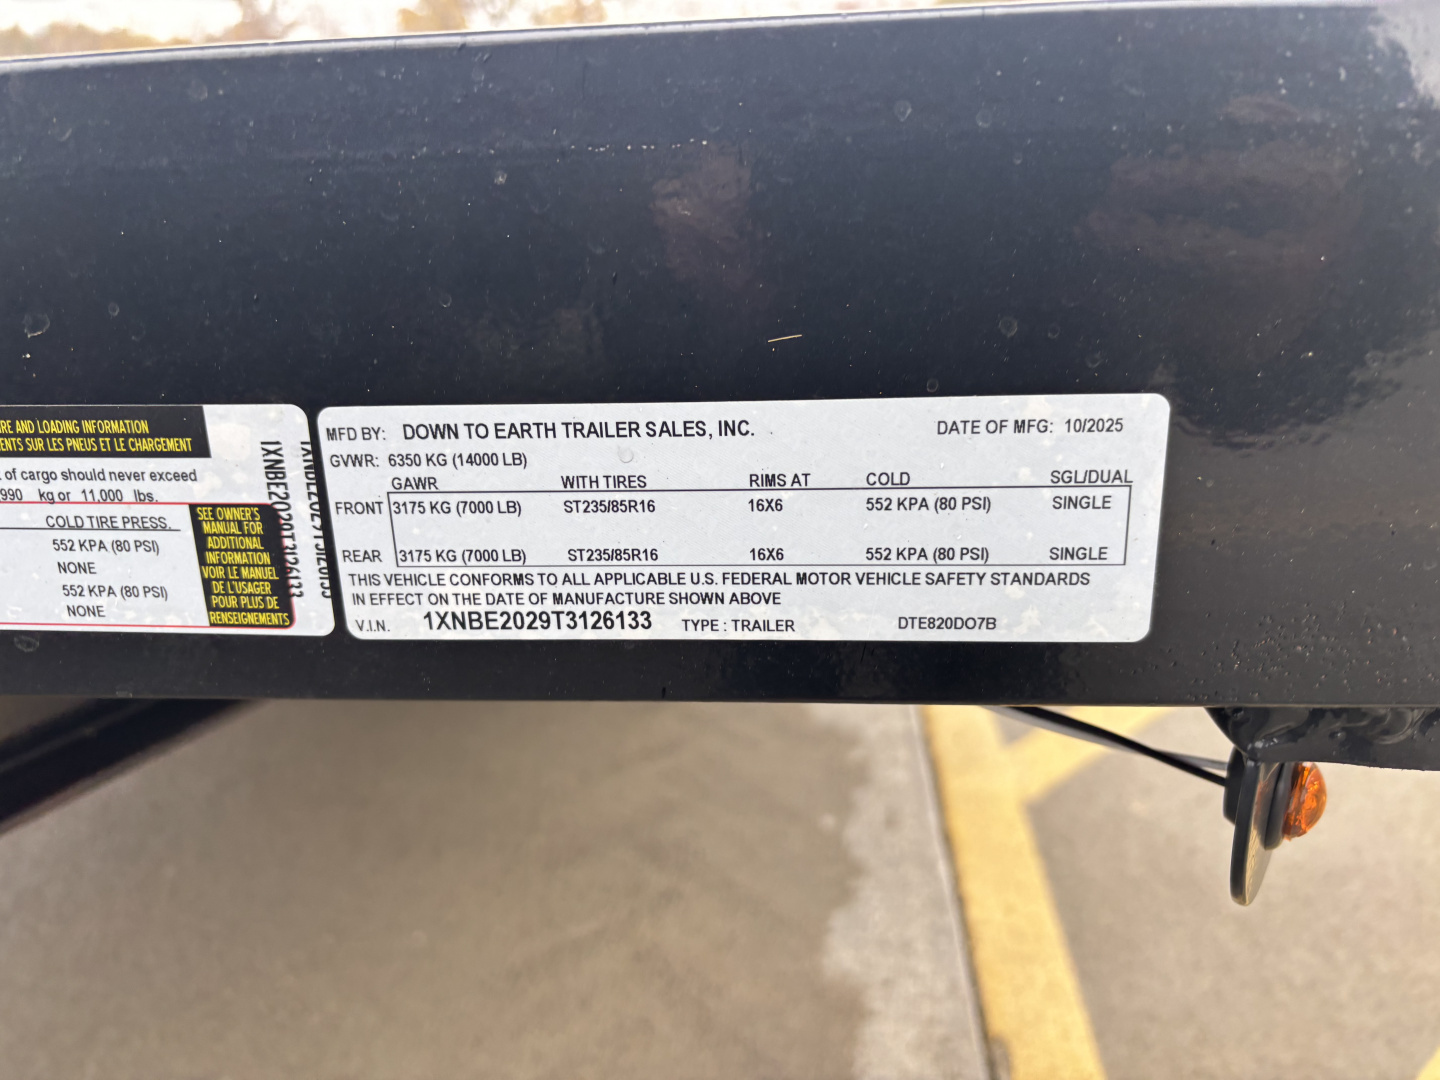 RE AND LOADING INFORMATION
ENTS SUR LES PNEUS ET LE CHARGEMENT
of cargo should never exceed
990 kg or 11,000 lbs.
COLD TIRE PRESS.
552 KPA (80 PSI)
NONE
552 KPA (80 PSI)
NONE
SEE OWNER'S
MANUAL FOR
ADDITIONAL
INFORMATION
VOIR LE MANUEL
DE L'USAGER
POUR PLUS DE
RENSEIGNEMENTS
1XNBE2029T3126133
1XNBE2029T3126133
MFD BY: DOWN TO EARTH TRAILER SALES, INC. DATE OF MFG: 10/2025
GVWR: 6350 KG (14000 LB)
GAWR WITH TIRES RIMS AT COLD SGL/DUAL
FRONT 3175 KG (7000 LB) ST235/85R16 16X6 552 KPA (80 PSI) SINGLE
REAR 3175 KG (7000 LB) ST235/85R16 16X6 552 KPA (80 PSI) SINGLE
THIS VEHICLE CONFORMS TO ALL APPLICABLE U.S. FEDERAL MOTOR VEHICLE SAFETY STANDARDS
IN EFFECT ON THE DATE OF MANUFACTURE SHOWN ABOVE
V.I.N. 1XNBE2029T3126133 TYPE : TRAILER DTE820DO7B